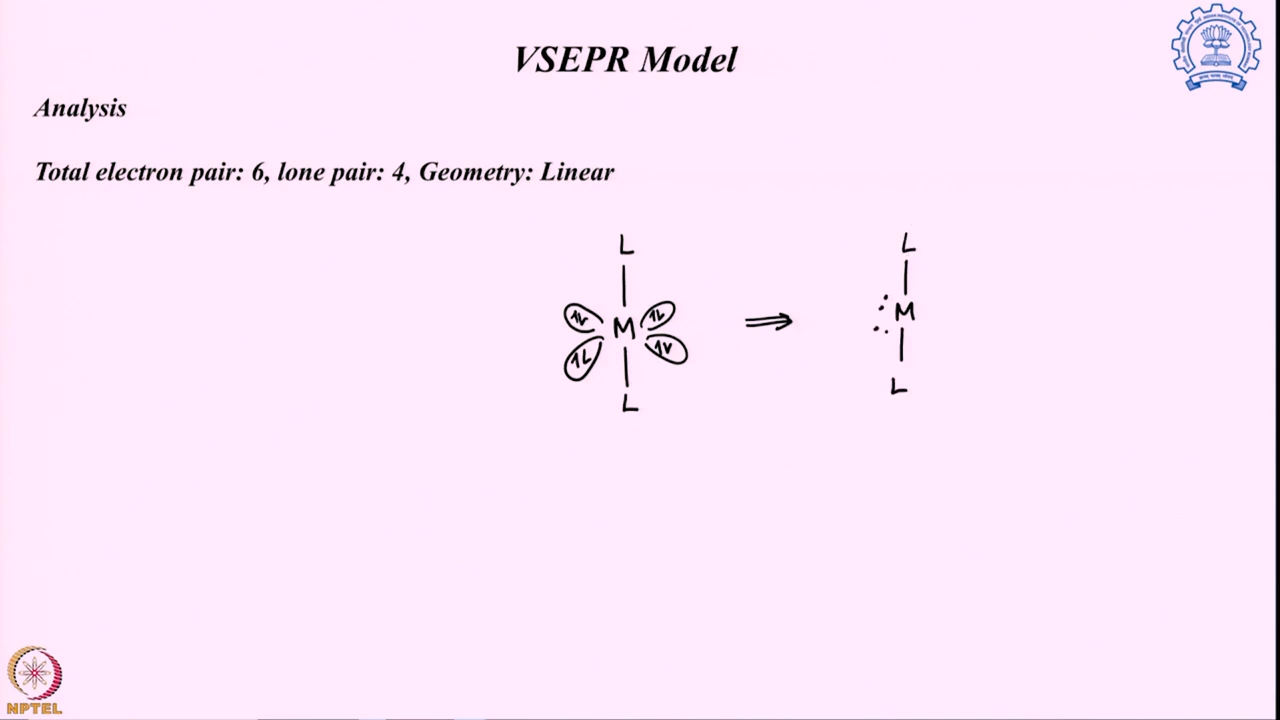 VSEPR Model
Analysis
Total electron pair: 6, lone pair: 4, Geometry: Linear
L L
M ⇒ M
L L
NPTEL